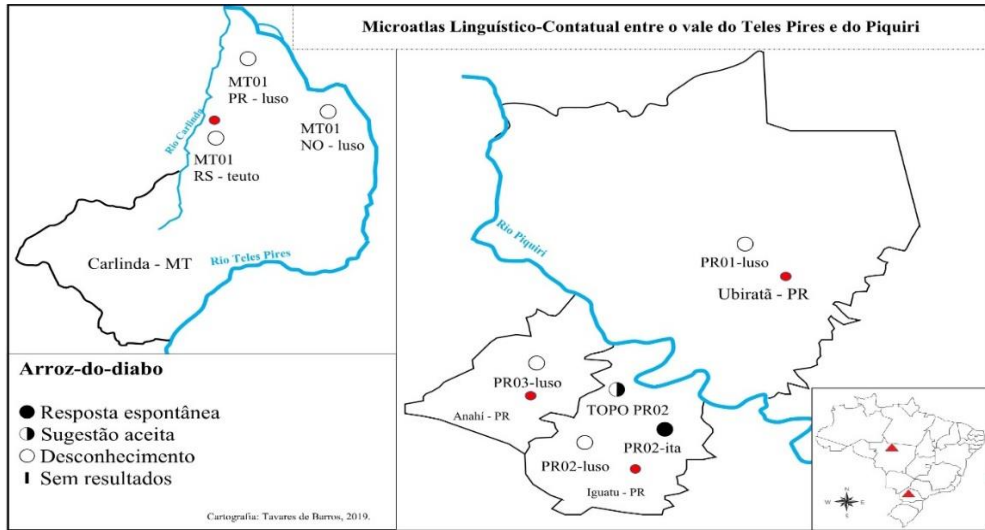 Microatlas Linguístico-Contatual entre o vale do Teles Pires e do Piquiri
MT01
PR - luso
Rio Carlinda
MT01
RS - teuto
MT01
NO - luso
Carlinda - MT
Rio Teles Pires
Rio Piquiri
PR01-luso
Ubiratã - PR
PR03-luso
Anahí - PR
TOPO PR02
PR02-ita
PR02-luso
Iguatu - PR
Arroz-do-diabo
Resposta espontânea
Sugestão aceita
Desconhecimento
Sem resultados
Cartografia: Tavares de Barros, 2019.
N
W E
S